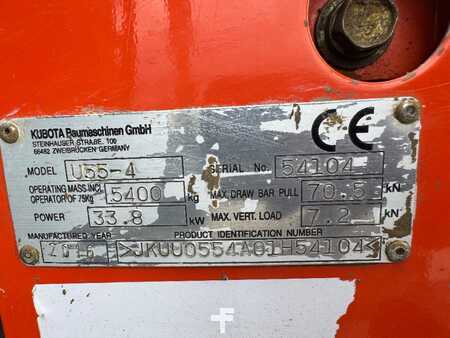 KUBOTA Baumaschinen GmbH
STEINHAUSER STRAßE, 100
66482 ZWEIBRÜCKEN GERMANY
CE
MODEL U55-4 SERIAL No. 54104
OPERATING MASS.INCl OPERATOR OF 75Kg 5400 kg MAX. DRAW BAR PULL 70.5 kN
POWER 33.8 kW MAX. VERT. LOAD 7.2 kN
MANUFACTURED YEAR PRODUCT IDENTIFICATION NUMBER
2016 >JKUU0554A01H54104<